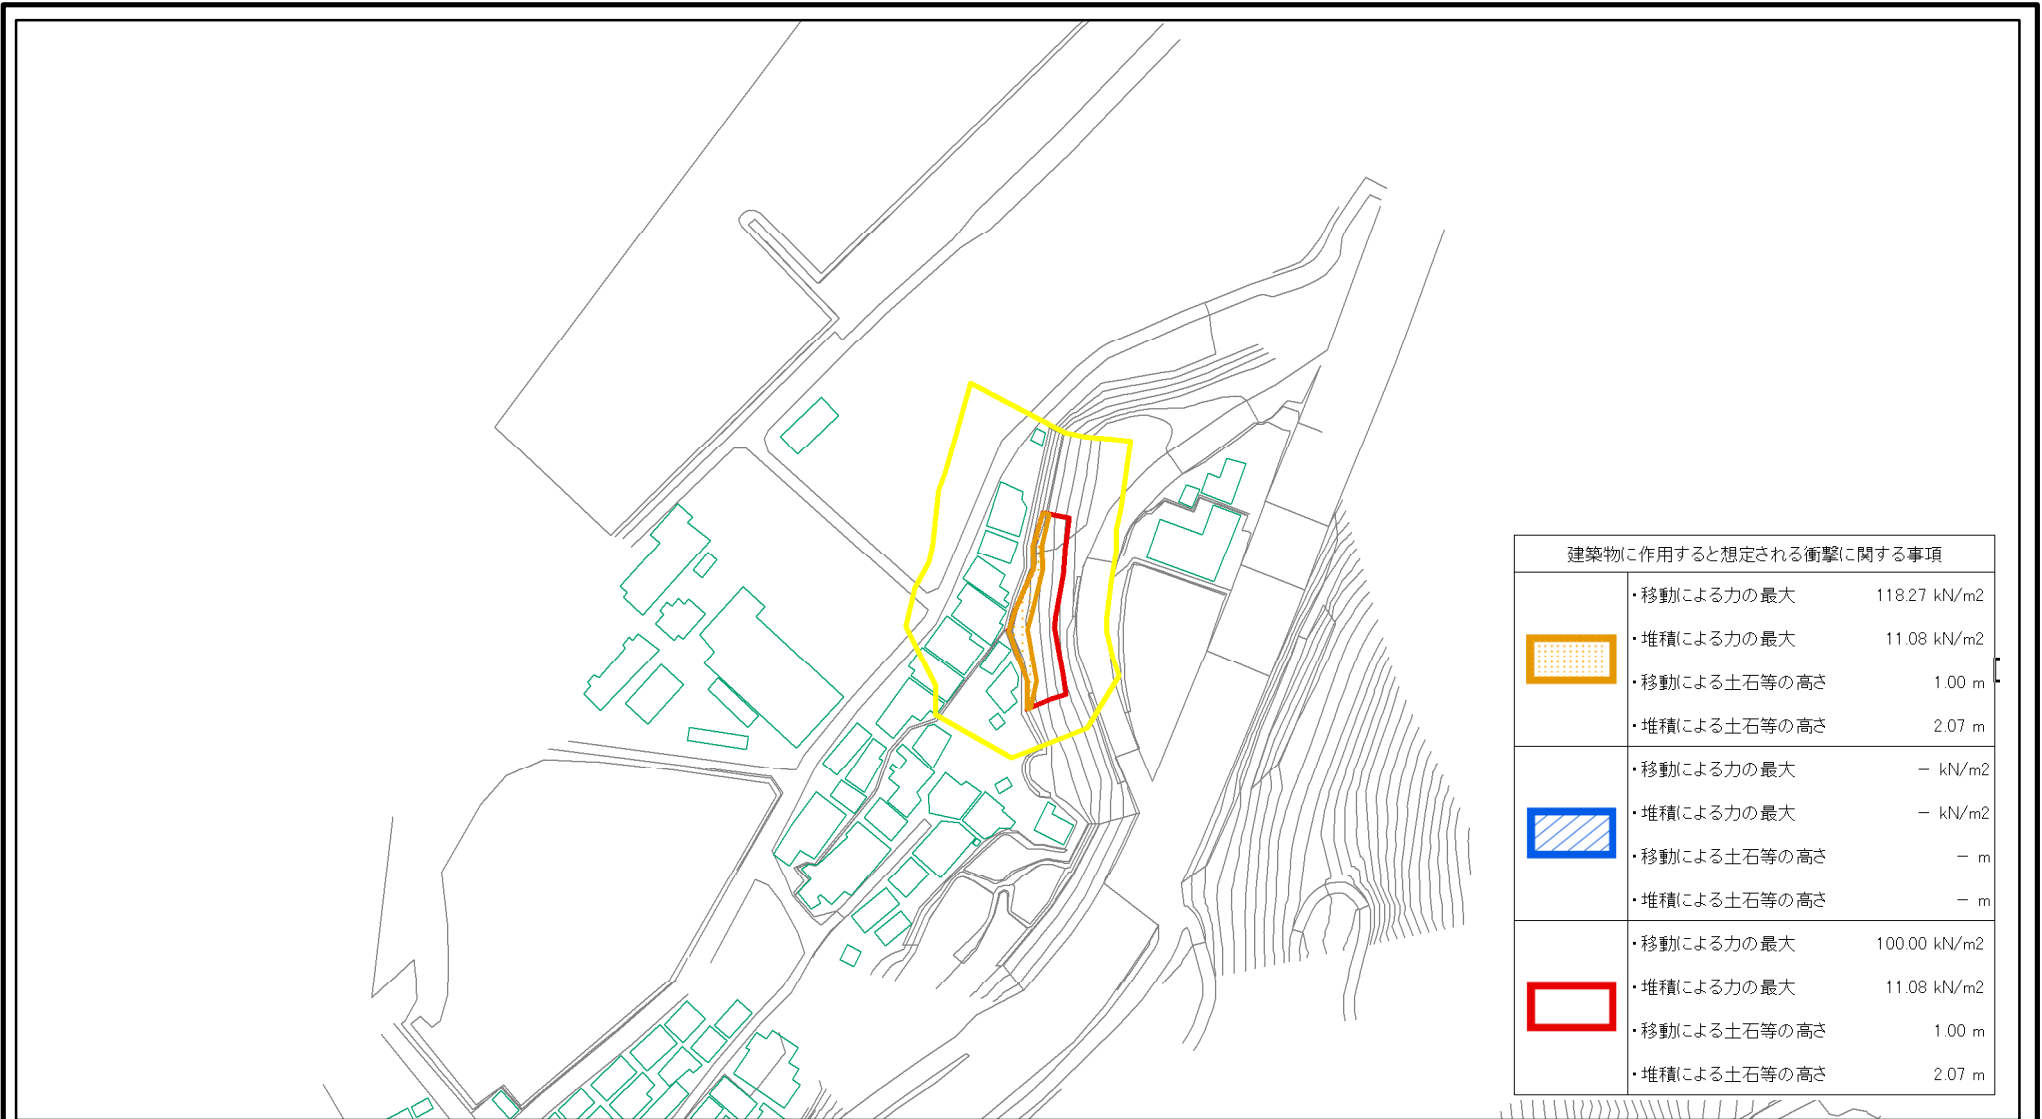 建築物に作用すると想定される衝撃に関する事項
・移動による力の最大 118.27 kN/m2
・堆積による力の最大 11.08 kN/m2
・移動による土石等の高さ 1.00 m
・堆積による土石等の高さ 2.07 m
・移動による力の最大 － kN/m2
・堆積による力の最大 － kN/m2
・移動による土石等の高さ － m
・堆積による土石等の高さ － m
・移動による力の最大 100.00 kN/m2
・堆積による力の最大 11.08 kN/m2
・移動による土石等の高さ 1.00 m
・堆積による土石等の高さ 2.07 m